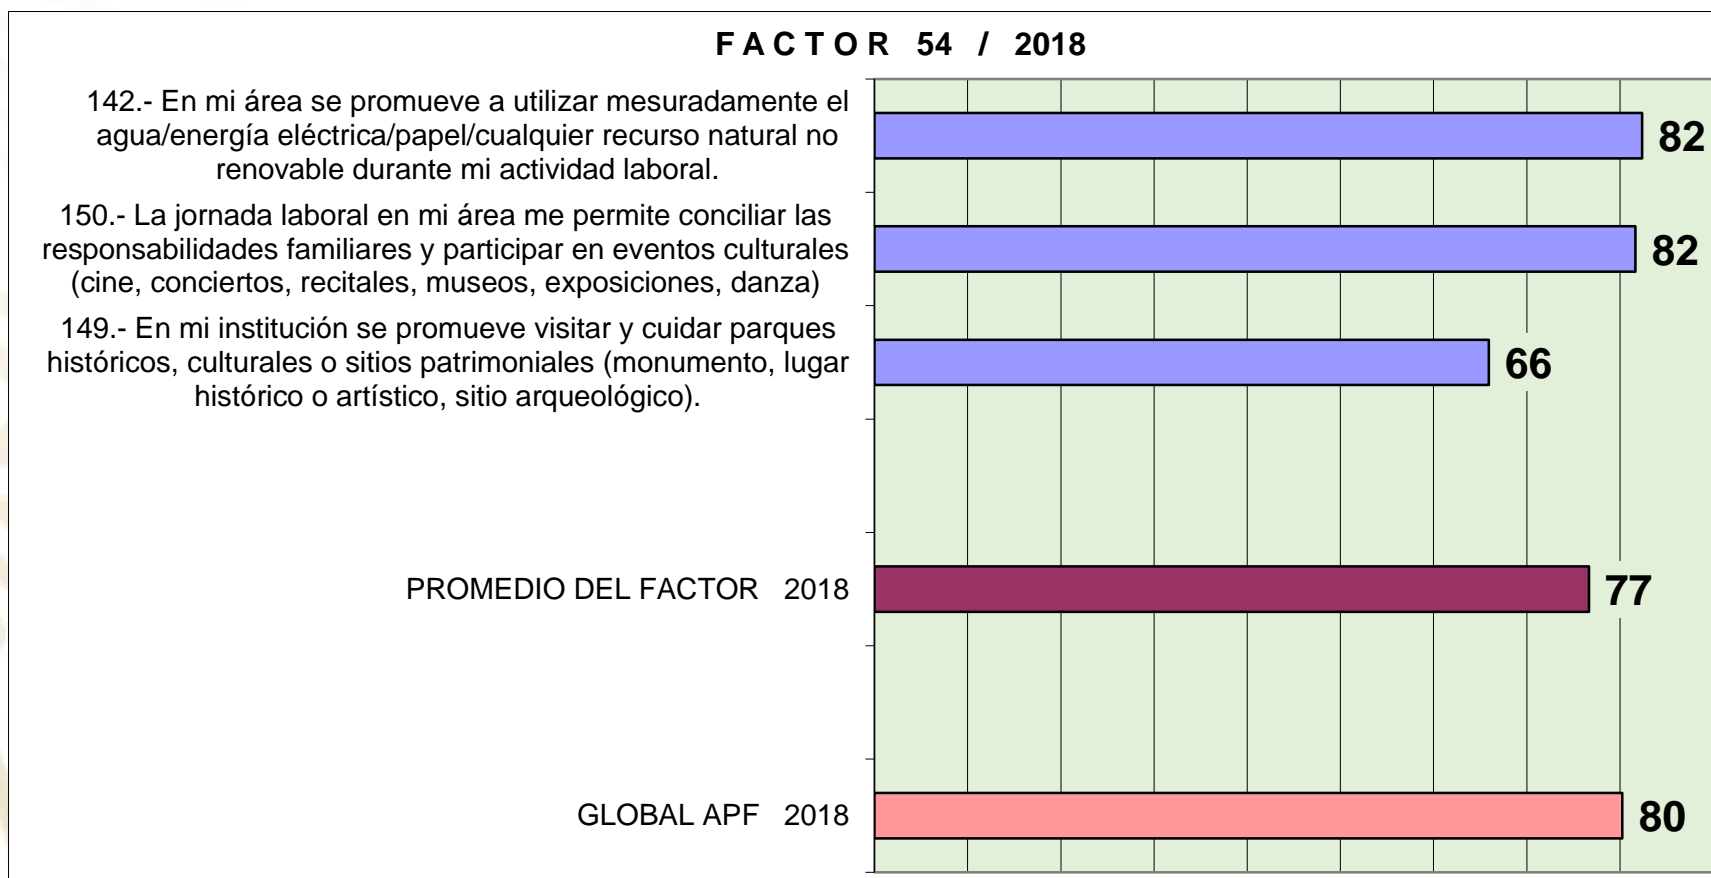 FACTOR 54 / 2018
142.- En mi área se promueve a utilizar mesuradamente el
agua/energía eléctrica/papel/cualquier recurso natural no
renovable durante mi actividad laboral.
82
150.- La jornada laboral en mi área me permite conciliar las
responsabilidades familiares y participar en eventos culturales
(cine, conciertos, recitales, museos, exposiciones, danza)
82
149.- En mi institución se promueve visitar y cuidar parques
históricos, culturales o sitios patrimoniales (monumento, lugar
histórico o artístico, sitio arqueológico).
66
PROMEDIO DEL FACTOR 2018
77
GLOBAL APF 2018
80